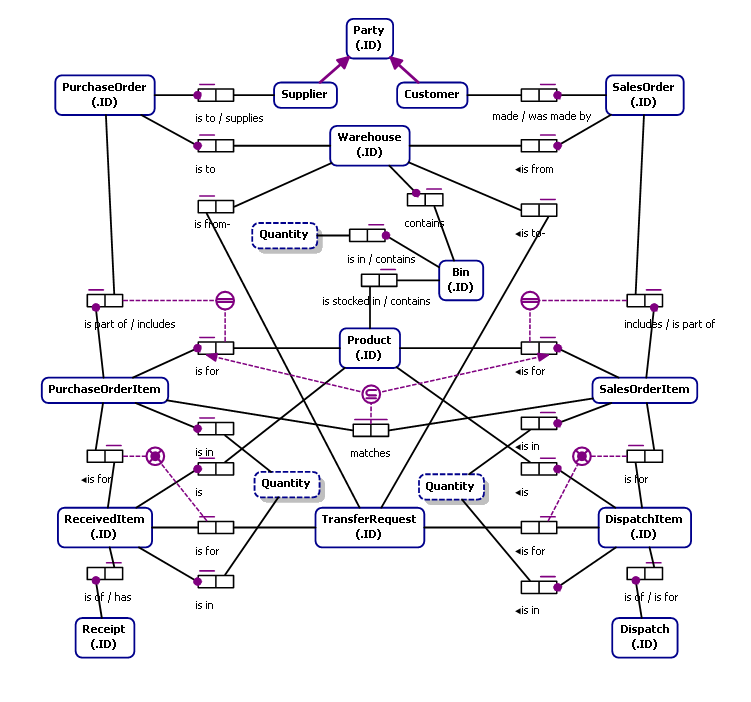 Party
(.ID)
PurchaseOrder
(.ID)
Supplier
Customer
SalesOrder
(.ID)
is to / supplies
made / was made by
Warehouse
(.ID)
is to
◂is from
is from-
contains
◂is to-
Quantity
is in / contains
Bin
(.ID)
is stocked in / contains
is part of / includes
includes / is part of
Product
(.ID)
is for
◂is for
PurchaseOrderItem
SalesOrderItem
is in
matches
◂is in
◂is for
is
◂is
is for
Quantity
Quantity
ReceivedItem
(.ID)
TransferRequest
(.ID)
DispatchItem
(.ID)
is for
◂is for
is of / has
is in
◂is in
is of / is for
Receipt
(.ID)
Dispatch
(.ID)